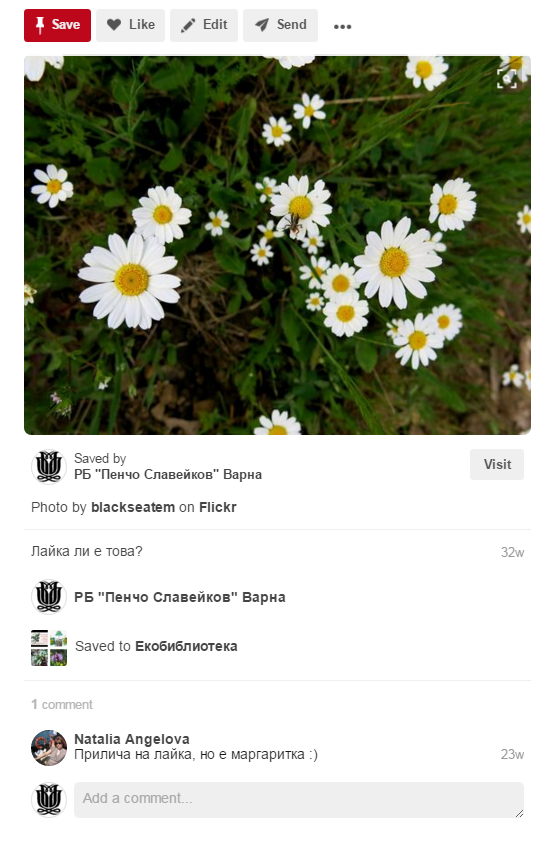 Save Like Edit Send
Saved by
РБ "Пенчо Славейков" Варна
Visit
Photo by blackseatem on Flickr
Лайка ли е това?
32w
РБ "Пенчо Славейков" Варна
Saved to Екобиблиотека
1 comment
Natalia Angelova
Прилича на лайка, но е маргаритка :)
23w
Add a comment...